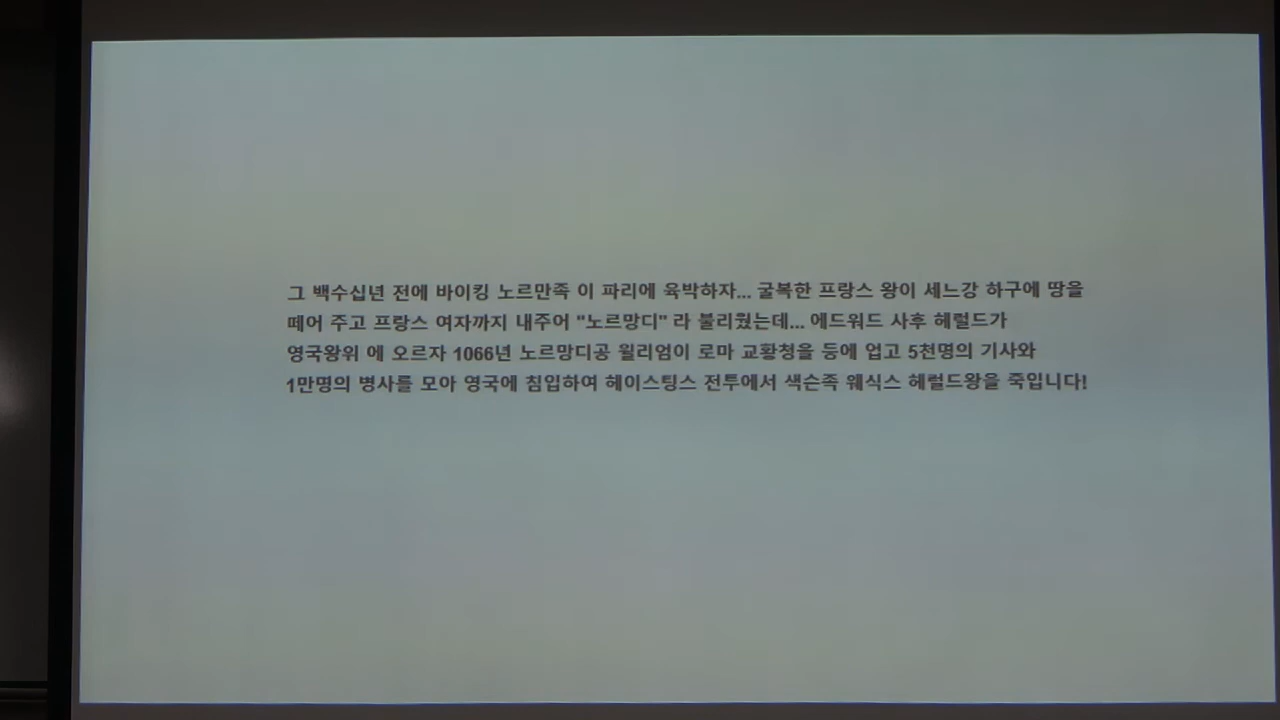 그 백수십년 전에 바이킹 노르만족 이 파리에 육박하자... 굴복한 프랑스 왕이 세느강 하구에 땅을
떼어 주고 프랑스 여자까지 내주어 "노르망디" 라 불리웠는데... 에드워드 사후 헤럴드가
영국왕위 에 오르자 1066년 노르망디공 윌리엄이 로마 교황청을 등에 업고 5천명의 기사와
1만명의 병사를 모아 영국에 침입하여 헤이스팅스 전투에서 색슨족 웨식스 헤럴드왕을 죽입니다!